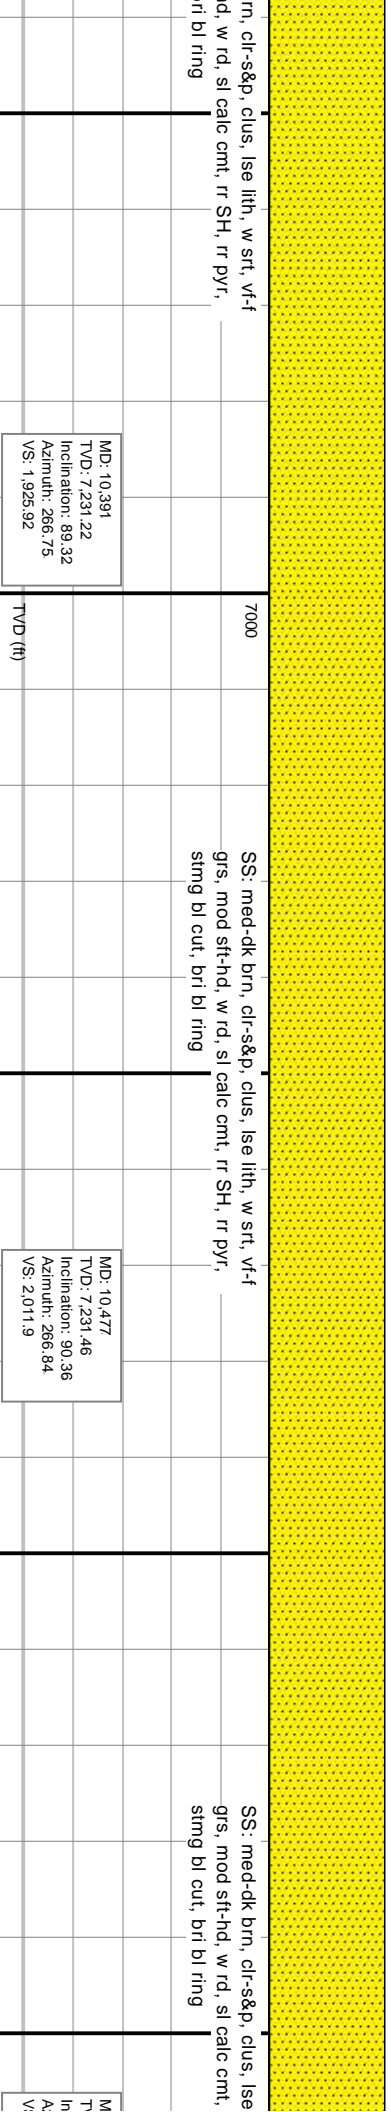 rn, clr-s&p, clus, lse lith, w srt, vf-f
d, w rd, sl calc cmt, rr SH, rr pyr,
ri bl ring
MD: 10,391
TVD: 7,231.22
Inclination: 89.32
Azimuth: 266.75
VS: 1,925.92
7000
TVD (ft)
SS: med-dk brn, clr-s&p, clus, lse lith, w srt, vf-f
grs, mod sft-hd, w rd, sl calc cmt, rr SH, rr pyr,
stmg bl cut, bri bl ring
MD: 10,477
TVD: 7,231.46
Inclination: 90.36
Azimuth: 266.84
VS: 2,011.9
SS: med-dk brn, clr-s&p, clus, lse
grs, mod sft-hd, w rd, sl calc cmt,
stmg bl cut, bri bl ring
M
T
In
A
V